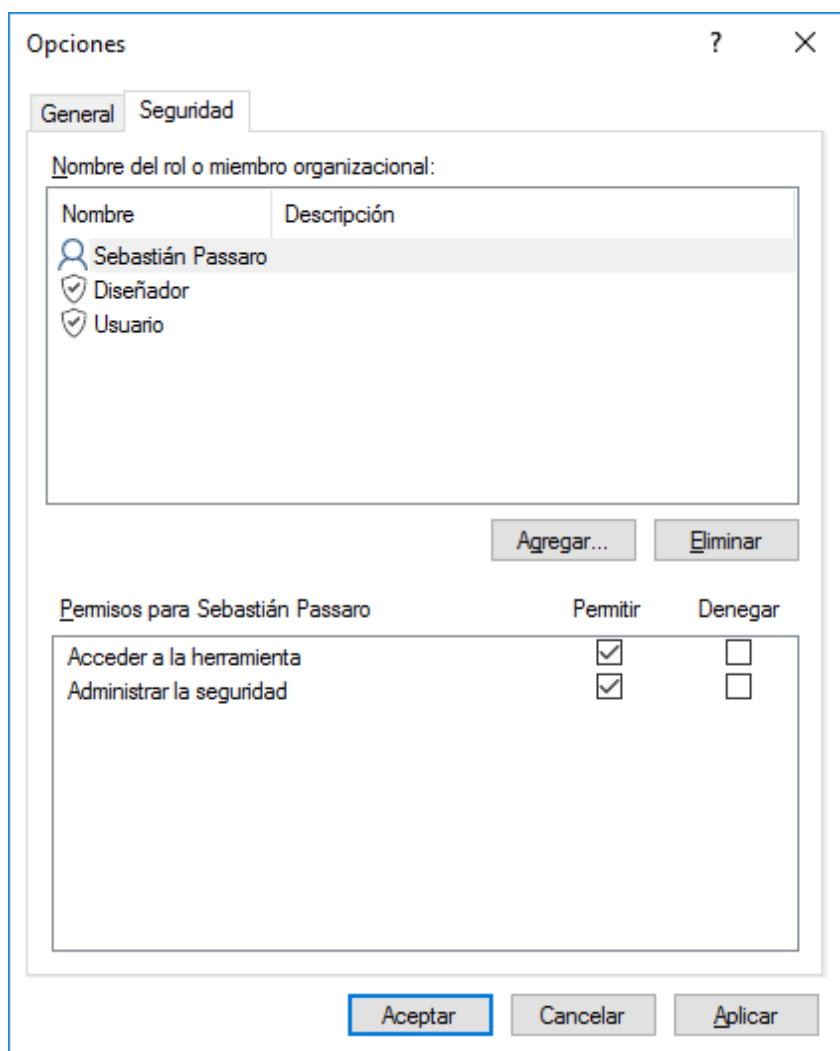 Opciones ?
General Seguridad
Nombre del rol o miembro organizacional:
Nombre Descripción
Sebastián Passaro
Diseñador
Usuario
Agregar... Eliminar
Permisos para Sebastián Passaro Permitir Denegar
Acceder a la herramienta
Administrar la seguridad
Aceptar Cancelar Aplicar